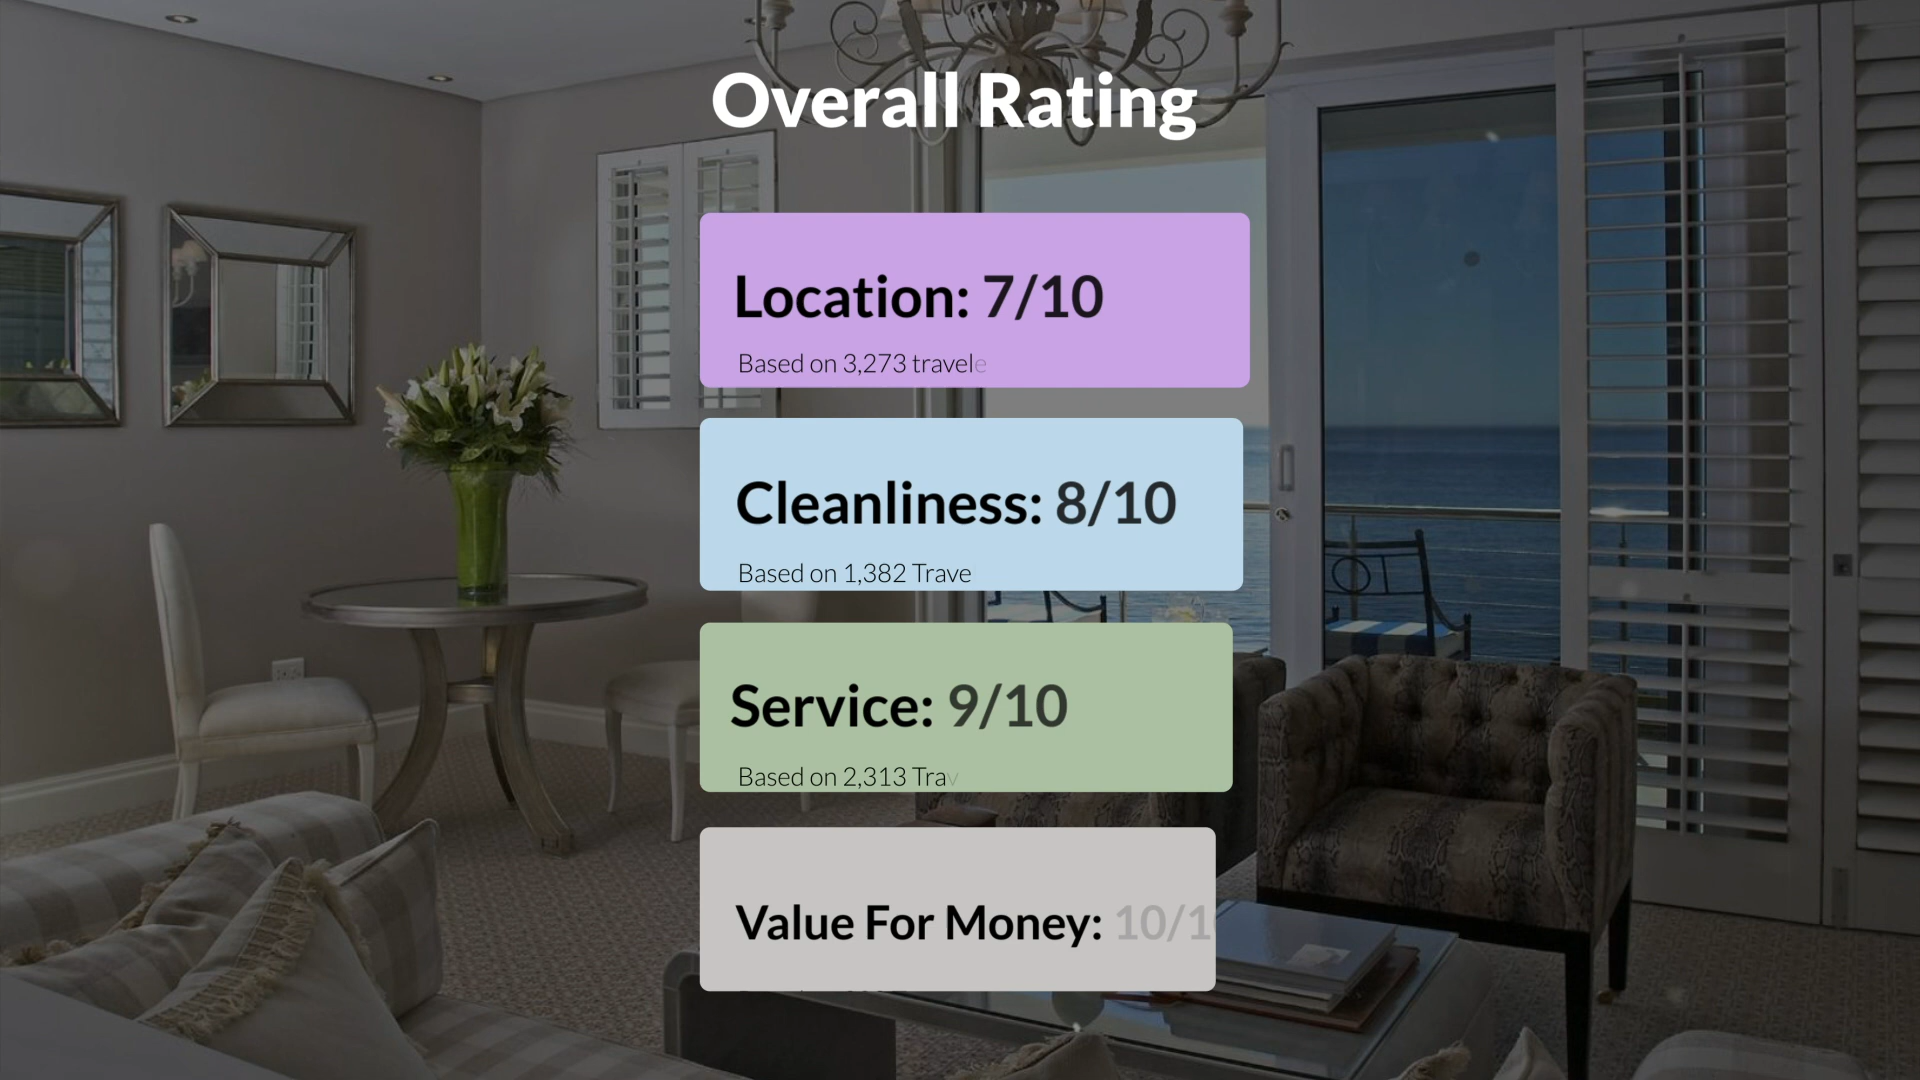 Overall Rating
Location: 7/10
Based on 3,273 travele
Cleanliness: 8/10
Based on 1,382 Trave
Service: 9/10
Based on 2,313 Trav
Value For Money: 10/1